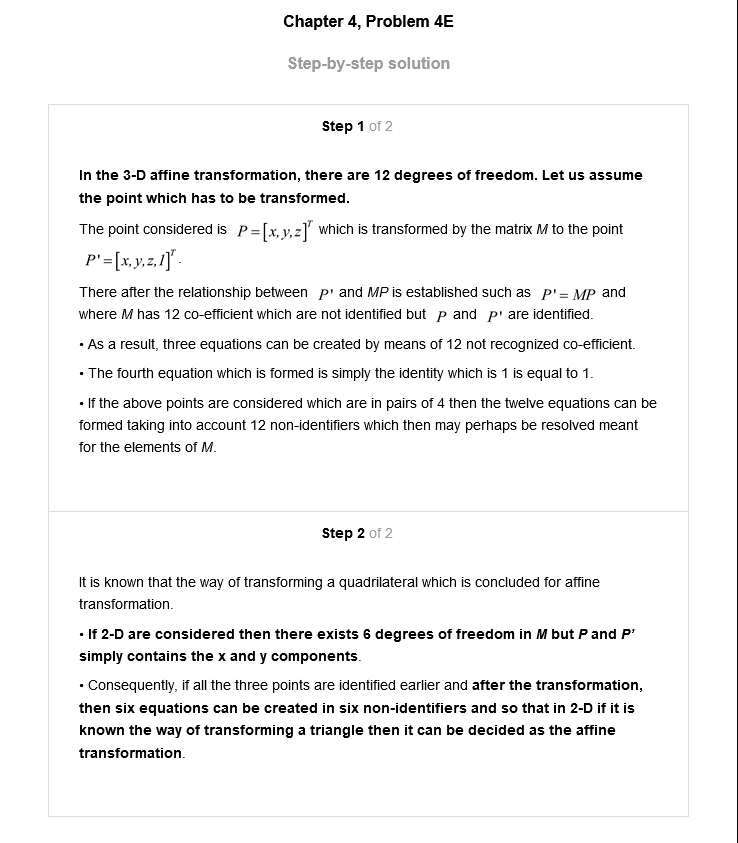 Chapter 4, Problem 4E
Step-by-step solution
Step 1 of 2
In the 3-D affine transformation, there are 12 degrees of freedom. Let us assume
the point which has to be transformed.
The point considered is P=[x,y,z]ᵀ which is transformed by the matrix M to the point
P'=[x,y,z,1]ᵀ.
There after the relationship between P' and MP is established such as P'=MP and
where M has 12 co-efficient which are not identified but P and P' are identified.
• As a result, three equations can be created by means of 12 not recognized co-efficient.
• The fourth equation which is formed is simply the identity which is 1 is equal to 1.
• If the above points are considered which are in pairs of 4 then the twelve equations can be
formed taking into account 12 non-identifiers which then may perhaps be resolved meant
for the elements of M.
Step 2 of 2
It is known that the way of transforming a quadrilateral which is concluded for affine
transformation.
• If 2-D are considered then there exists 6 degrees of freedom in M but P and P’
simply contains the x and y components.
• Consequently, if all the three points are identified earlier and after the transformation,
then six equations can be created in six non-identifiers and so that in 2-D if it is
known the way of transforming a triangle then it can be decided as the affine
transformation.